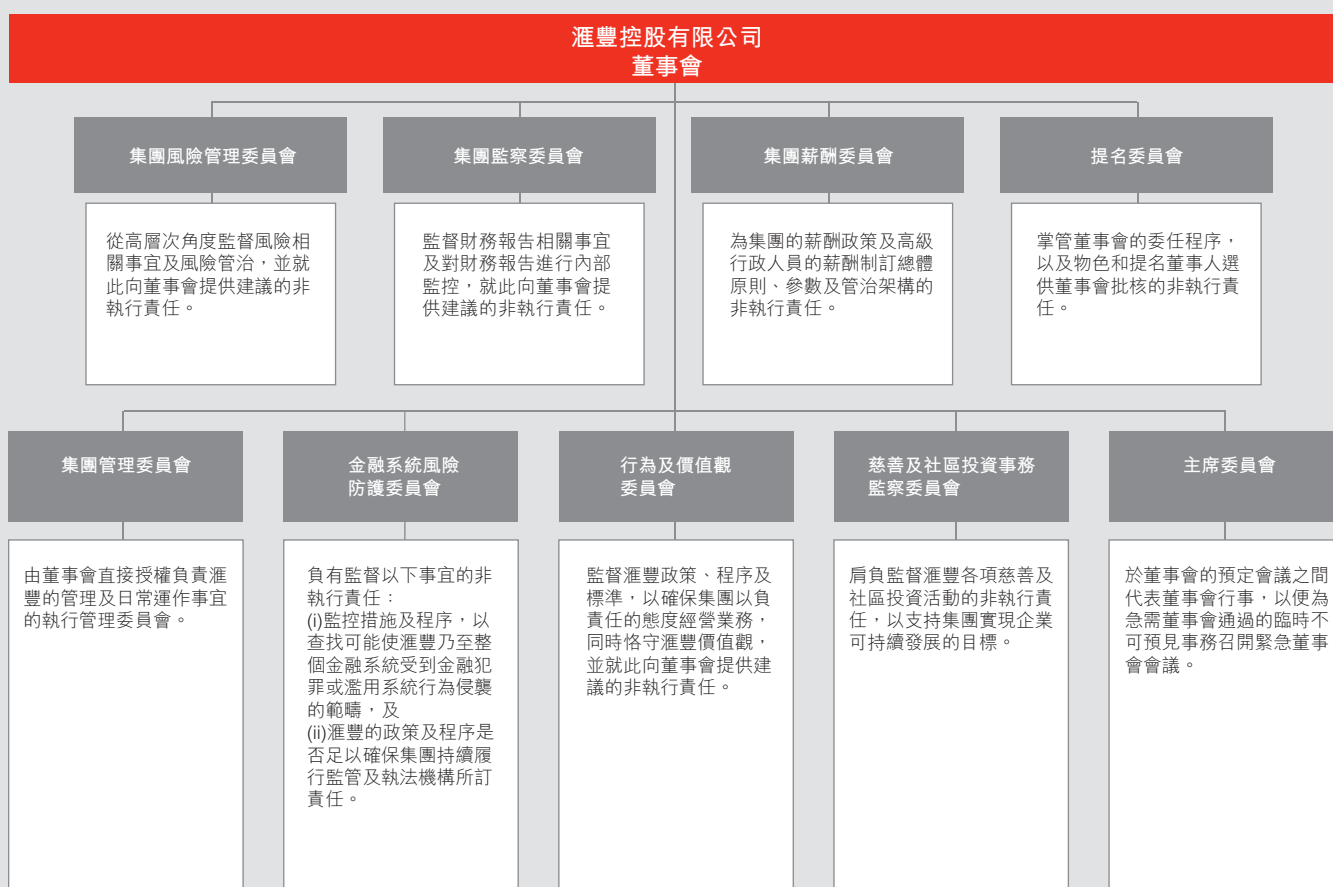 滙豐控股有限公司
董事會
集團風險管理委員會
從高層次角度監督風險相
關事宜及風險管治，並就
此向董事會提供建議的非
執行責任。
集團監察委員會
監督財務報告相關事宜
及對財務報告進行內部
監控，就此向董事會提
供建議的非執行責任。
集團薪酬委員會
為集團的薪酬政策及高級
行政人員的薪酬制訂總體
原則、參數及管治架構的
非執行責任。
提名委員會
掌管董事會的委任程序，
以及物色和提名董事人選
供董事會批核的非執行責
任。
集團管理委員會
由董事會直接授權負責滙
豐的管理及日常運作事宜
的執行管理委員會。
金融系統風險
防護委員會
負有監督以下事宜的非
執行責任：
(i)監控措施及程序，以
查找可能使滙豐乃至整
個金融系統受到金融犯
罪或濫用系統行為侵襲
的範疇，及
(ii)滙豐的政策及程序是
否足以確保集團持續履
行監管及執法機構所訂
責任。
行為及價值觀
委員會
監督滙豐政策、程序及
標準，以確保集團以負
責任的態度經營業務，
同時恪守滙豐價值觀，
並就此向董事會提供建
議的非執行責任。
慈善及社區投資事務
監察委員會
肩負監督滙豐各項慈善及
社區投資活動的非執行責
任，以支持集團實現企業
可持續發展的目標。
主席委員會
於董事會的預定會議之間
代表董事會行事，以便為
急需董事會通過的臨時不
可預見事務召開緊急董事
會會議。